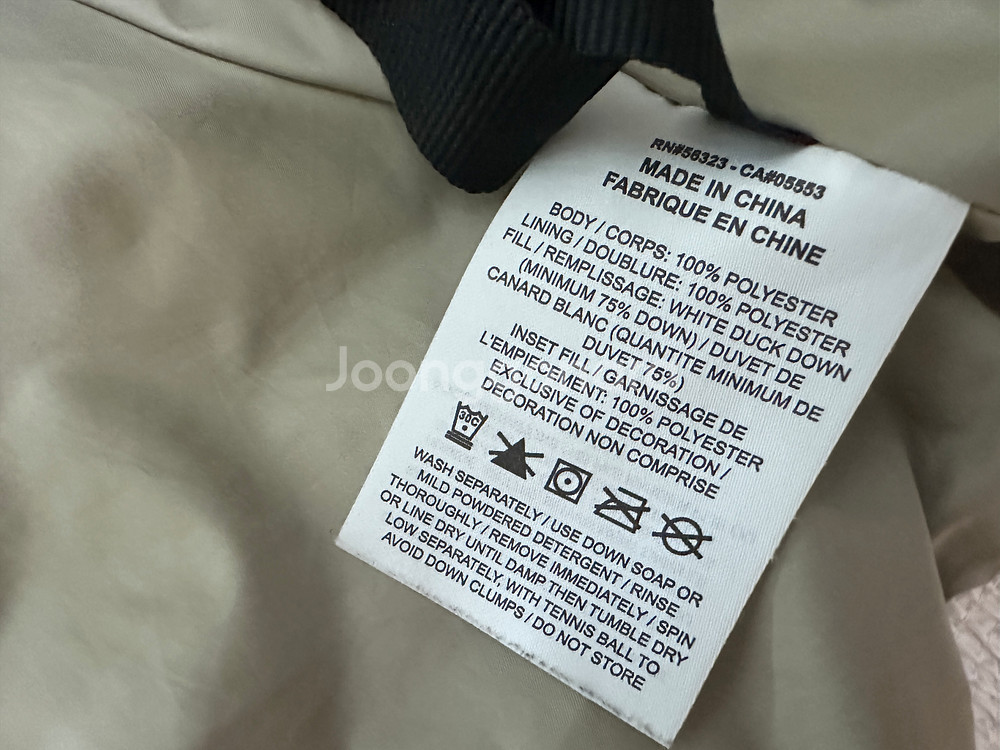 RN#56323 - CA#05553
MADE IN CHINA
FABRIQUE EN CHINE
BODY / CORPS: 100% POLYESTER
LINING / DOUBLURE: 100% POLYESTER
FILL / REMPLISSAGE: WHITE DUCK DOWN
(MINIMUM 75% DOWN) / DUVET DE
CANARD BLANC (QUANTITE MINIMUM DE
DUVET 75%)
INSET FILL / GARNISSAGE DE
L'EMPIECEMENT: 100% POLYESTER
EXCLUSIVE OF DECORATION /
DECORATION NON COMPRISE
30C
WASH SEPARATELY / USE DOWN SOAP OR
MILD POWDERED DETERGENT / RINSE
THOROUGHLY / REMOVE IMMEDIATELY / SPIN
OR LINE DRY UNTIL DAMP THEN TUMBLE DRY
LOW SEPARATELY, WITH TENNIS BALL TO
AVOID DOWN CLUMPS / DO NOT STORE